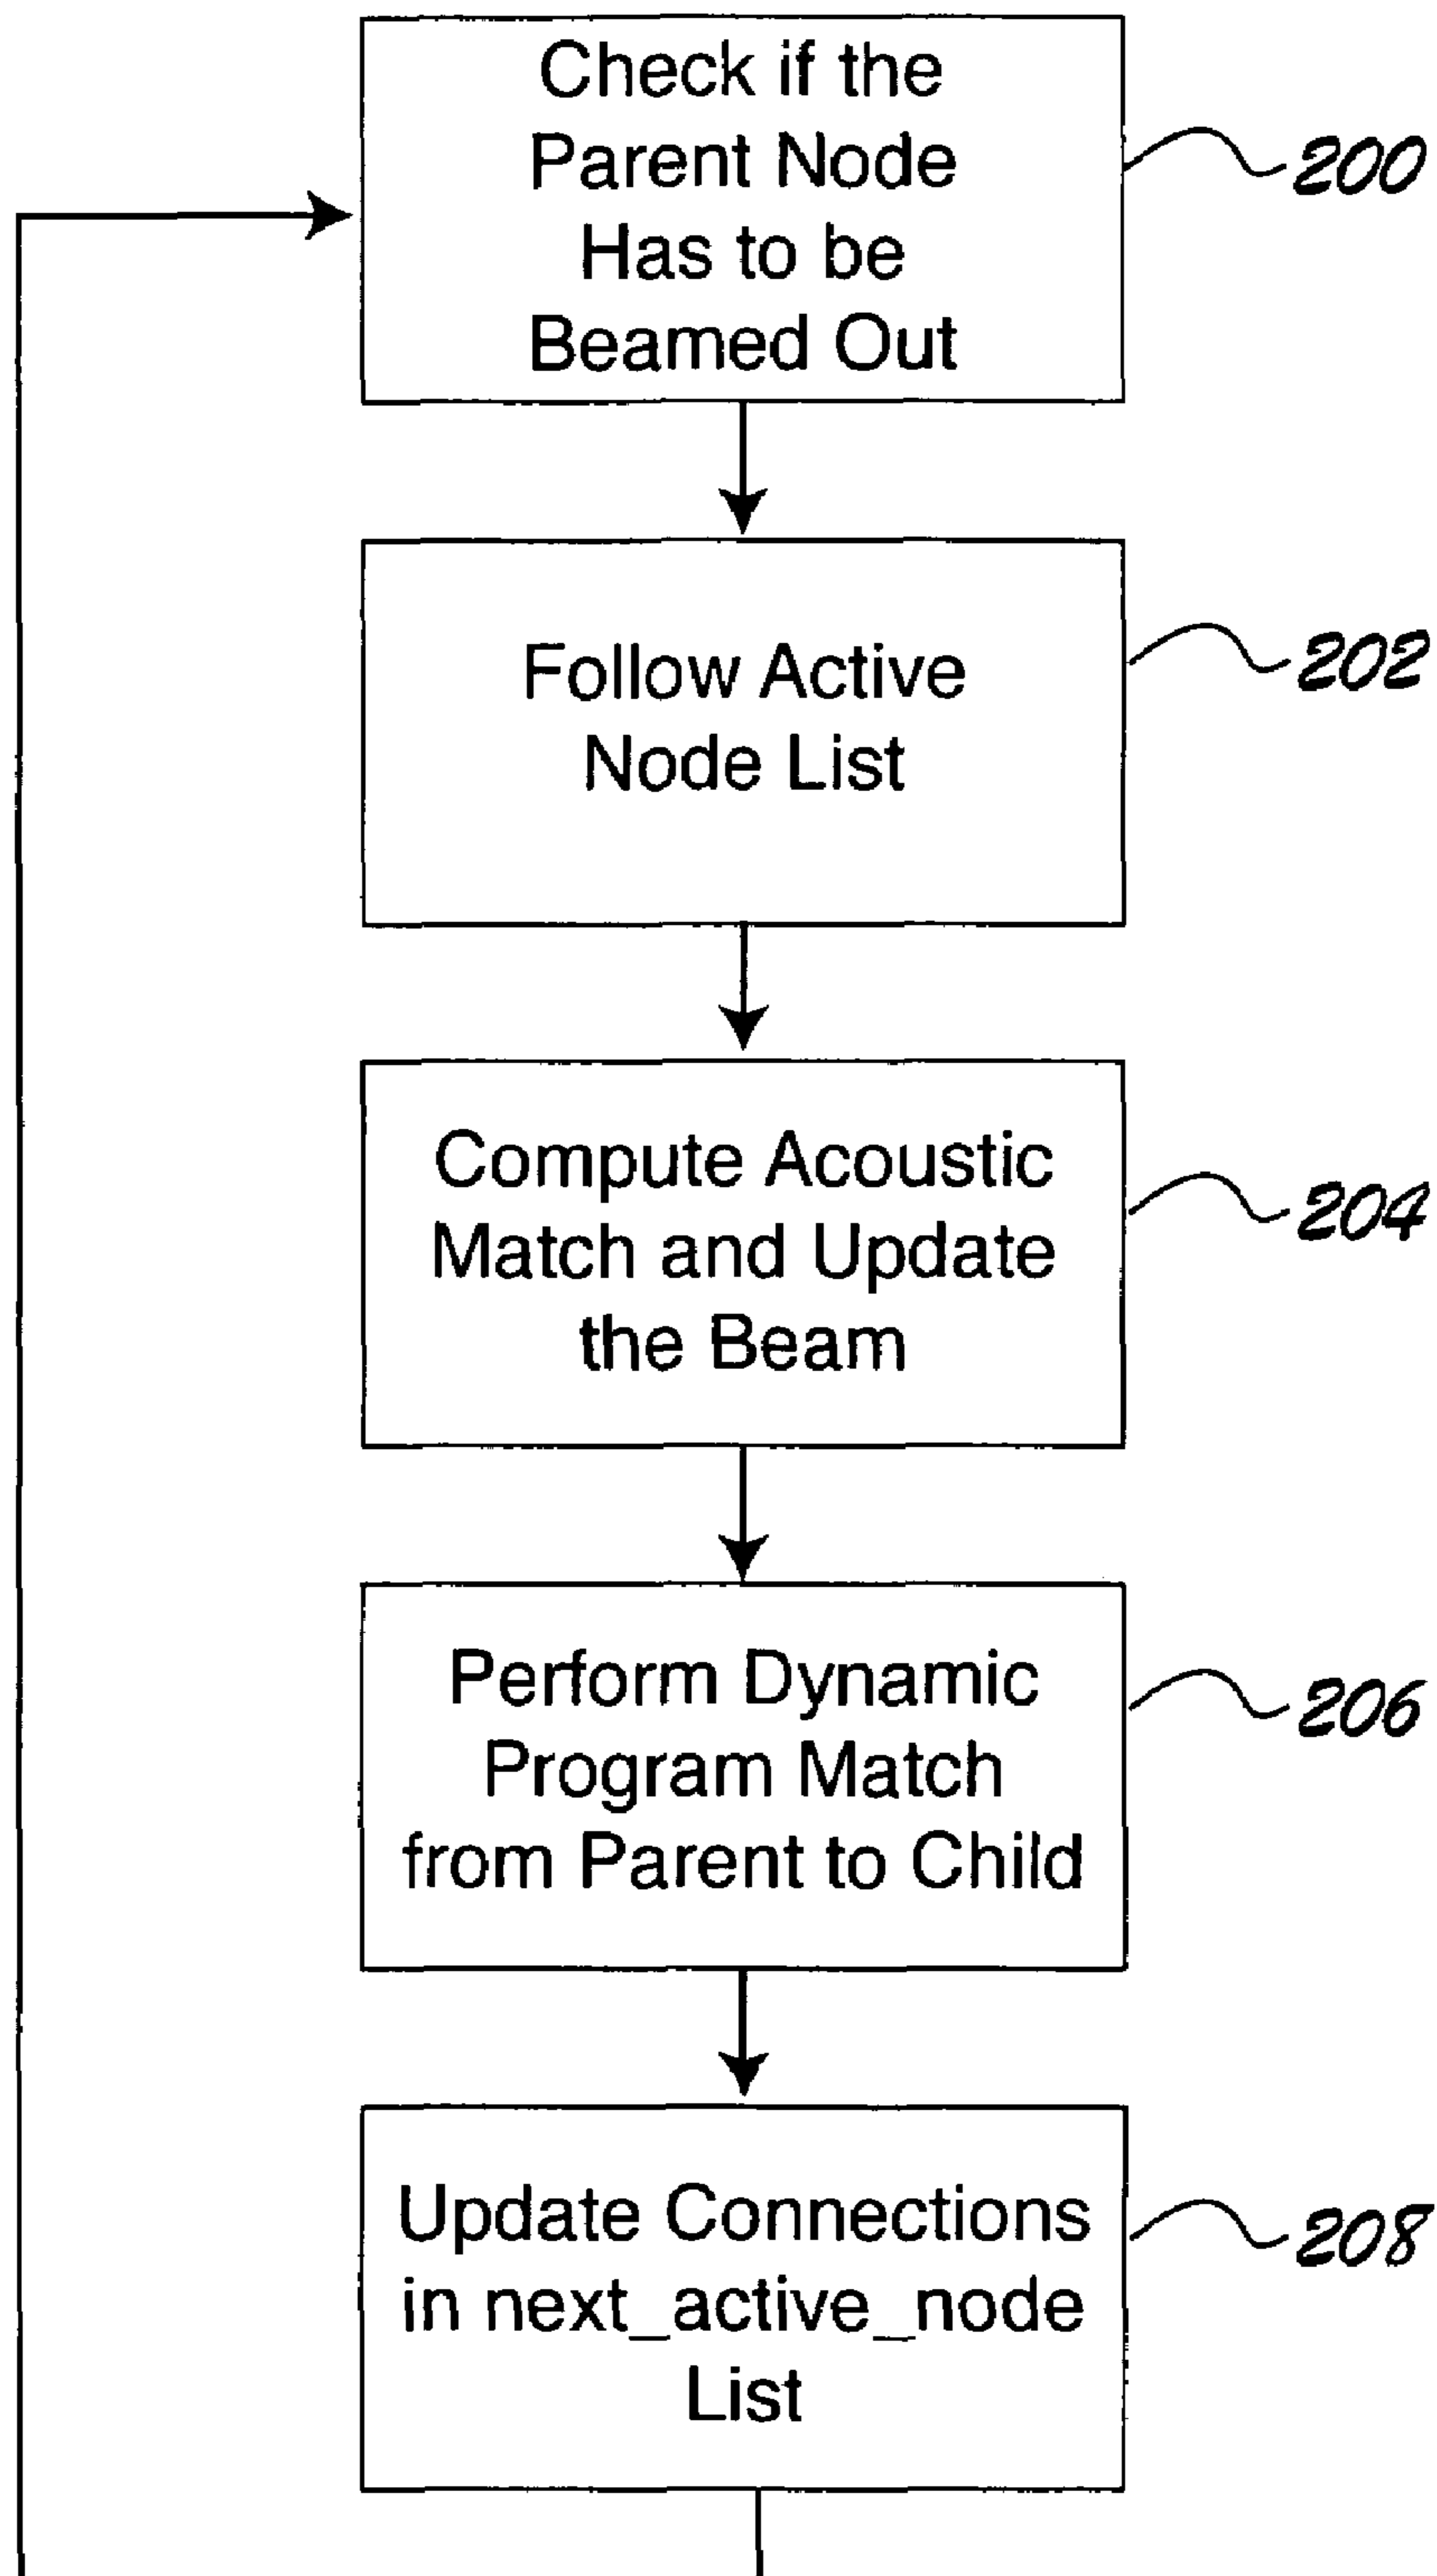 Check if the
Parent Node
Has to be
Beamed Out
200
Follow Active
Node List
202
Compute Acoustic
Match and Update
the Beam
204
Perform Dynamic
Program Match
from Parent to Child
206
Update Connections
in next_active_node
List
208